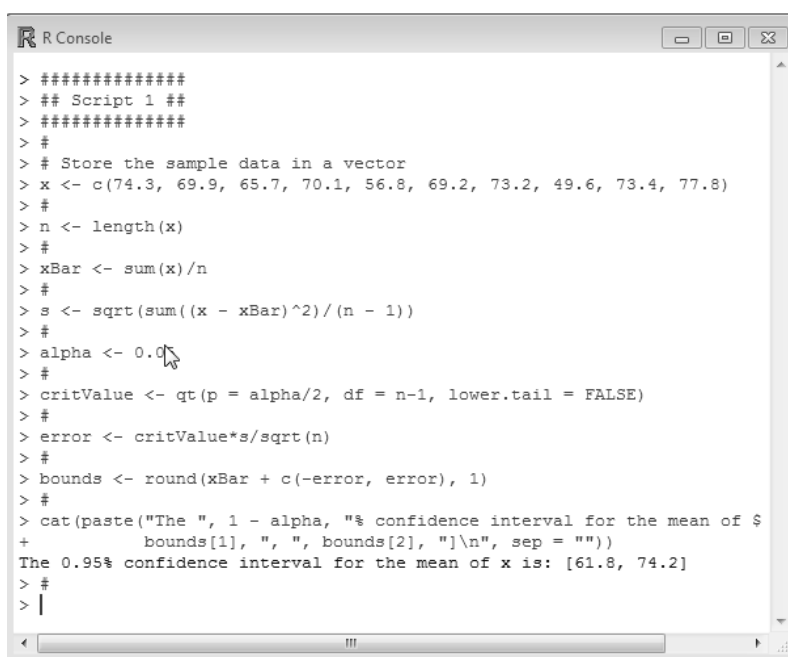 R Console
> ##############
> ## Script 1 ##
> ##############
> #
> # Store the sample data in a vector
> x <- c(74.3, 69.9, 65.7, 70.1, 56.8, 69.2, 73.2, 49.6, 73.4, 77.8)
> #
> n <- length(x)
> #
> xBar <- sum(x)/n
> #
> s <- sqrt(sum((x - xBar)^2)/(n - 1))
> #
> alpha <- 0.0
> #
> critValue <- qt(p = alpha/2, df = n-1, lower.tail = FALSE)
> #
> error <- critValue*s/sqrt(n)
> #
> bounds <- round(xBar + c(-error, error), 1)
> #
> cat(paste("The ", 1 - alpha, "% confidence interval for the mean of $
+           bounds[1], ", ", bounds[2], "]\n", sep = ""))
The 0.95% confidence interval for the mean of x is: [61.8, 74.2]
> #
> |